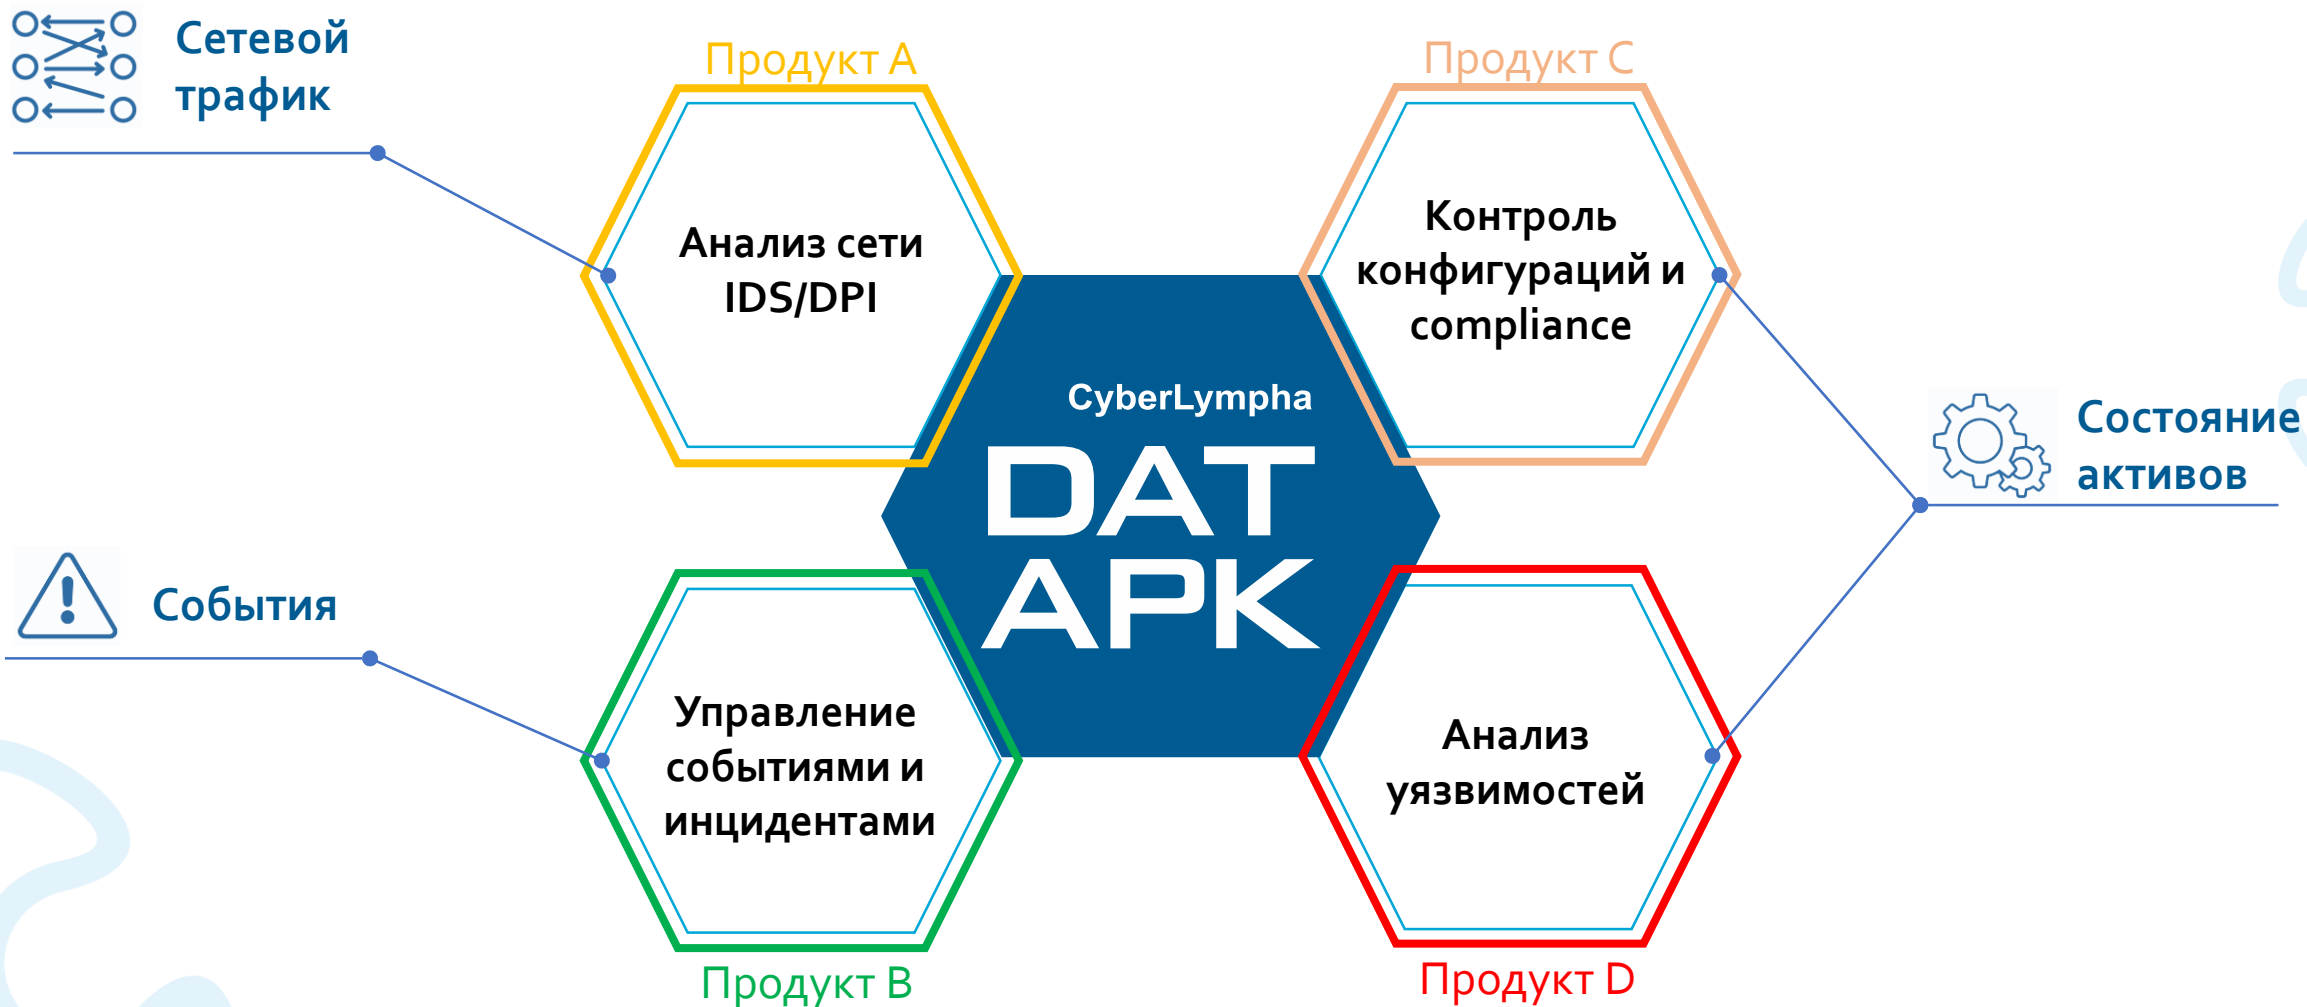 Сетевой
трафик
Продукт A
Анализ сети
IDS/DPI
Продукт C
Контроль
конфигураций и
compliance
CyberLympha
DAT
APK
Состояние
активов
События
Управление
событиями и
инцидентами
Продукт B
Анализ
уязвимостей
Продукт D